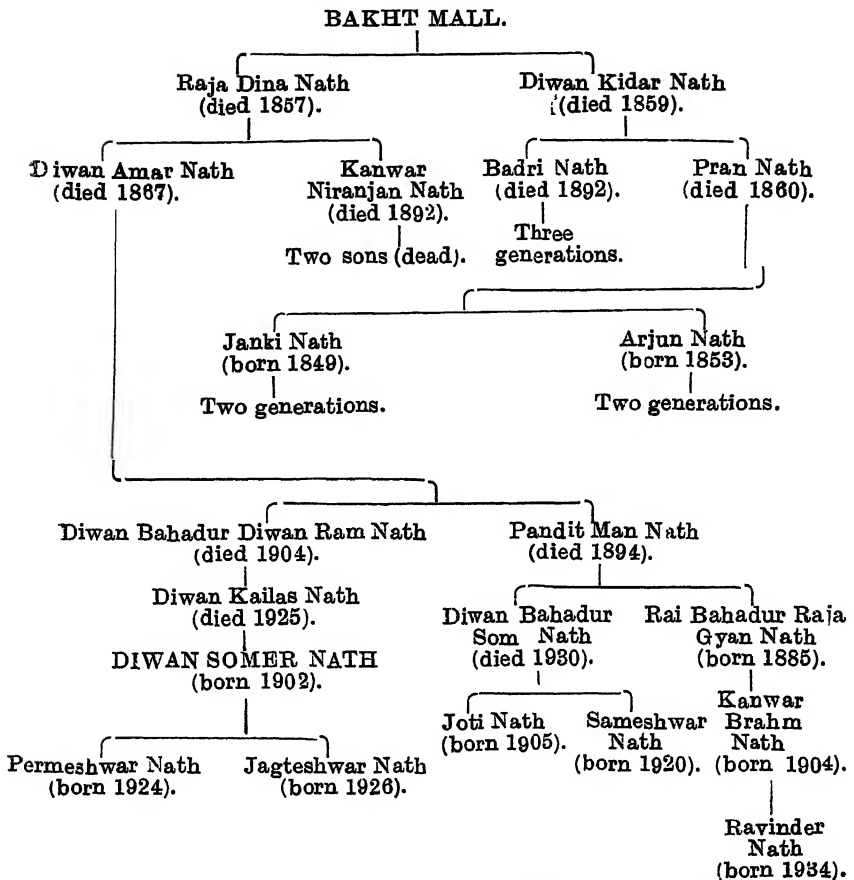 BAKHT MALL.
Raja Dina Nath
(died 1857).
Diwan Kidar Nath
(died 1859).
Diwan Amar Nath
(died 1867).
Kanwar
Niranjan Nath
(died 1892).
Two sons (dead).
Badri Nath
(died 1892).
Three
generations.
Pran Nath
(died 1860).
Janki Nath
(born 1849).
Two generations.
Arjun Nath
(born 1853).
Two generations.
Diwan Bahadur Diwan Ram Nath
(died 1904).
Pandit Man Nath
(died 1894).
Diwan Kailas Nath
(died 1925).
DIWAN SOMER NATH
(born 1902).
Diwan Bahadur
Som Nath
(died 1930).
Rai Bahadur Raja
Gyan Nath
(born 1885).
Permeshwar Nath
(born 1924).
Jagteshwar Nath
(born 1926).
Joti Nath
(born 1905).
Sameshwar
Nath
(born 1920).
Kanwar
Brahm
Nath
(born 1904).
Ravinder
Nath
(born 1934).